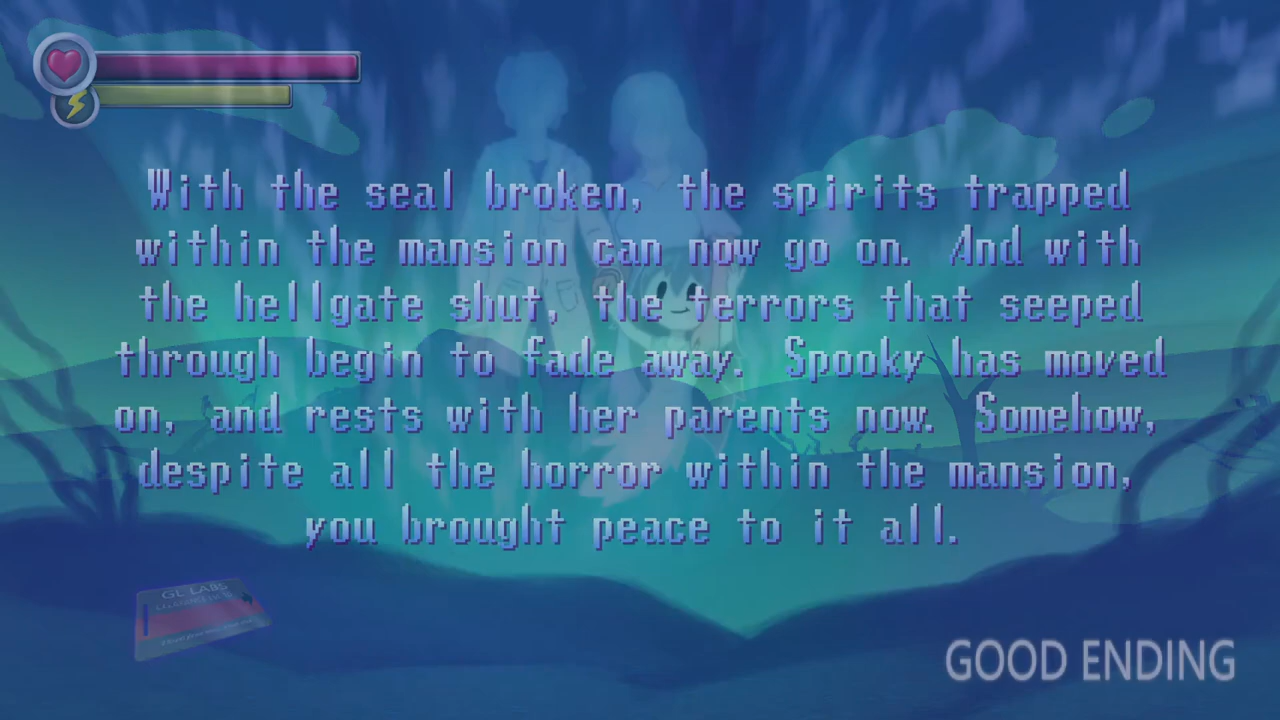 With the seal broken, the spirits trapped
within the mansion can now go on. And with
the hellgate shut, the terrors that seeped
through begin to fade away. Spooky has moved
on, and rests with her parents now. Somehow,
despite all the horror within the mansion,
you brought peace to it all.
GL LABS
GOOD ENDING